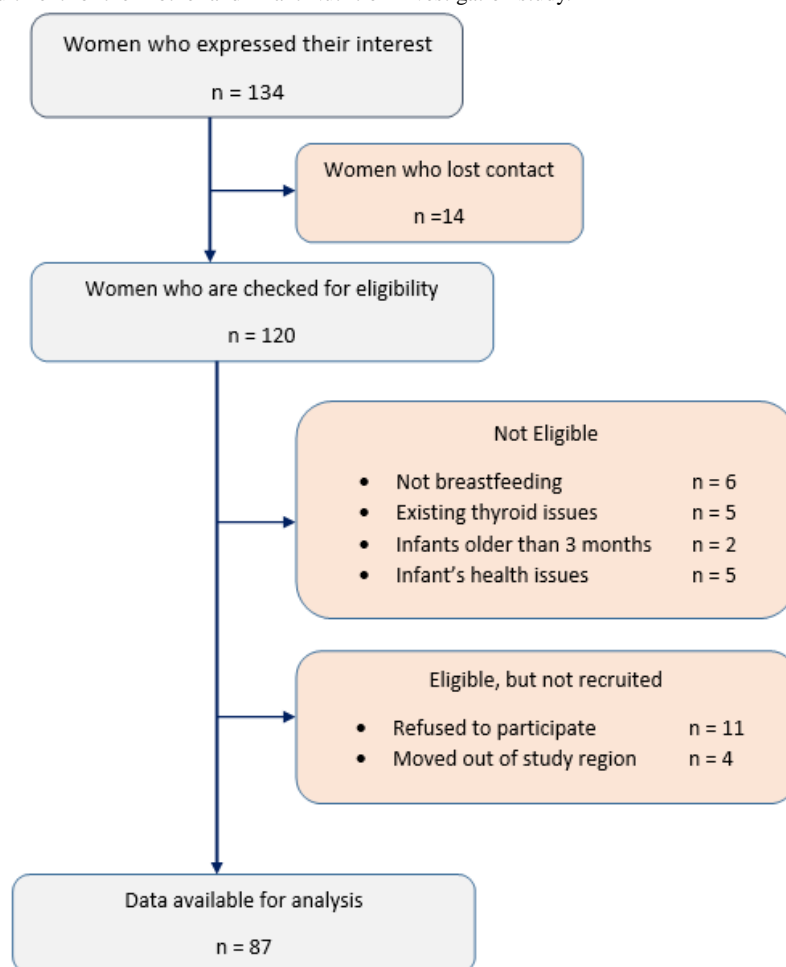 Women who expressed their interest
n = 134
Women who lost contact
n =14
Women who are checked for eligibility
n = 120
Not Eligible
• Not breastfeeding n = 6
• Existing thyroid issues n = 5
• Infants older than 3 months n = 2
• Infant’s health issues n = 5
Eligible, but not recruited
• Refused to participate n = 11
• Moved out of study region n = 4
Data available for analysis
n = 87